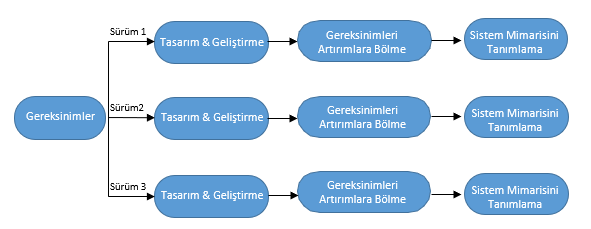 Gereksinimler
Sürüm 1
Tasarım & Geliştirme
Gereksinimleri
Artırımlara Bölme
Sistem Mimarisini
Tanımlama
Sürüm2
Tasarım & Geliştirme
Gereksinimleri
Artırımlara Bölme
Sistem Mimarisini
Tanımlama
Sürüm 3
Tasarım & Geliştirme
Gereksinimleri
Artırımlara Bölme
Sistem Mimarisini
Tanımlama